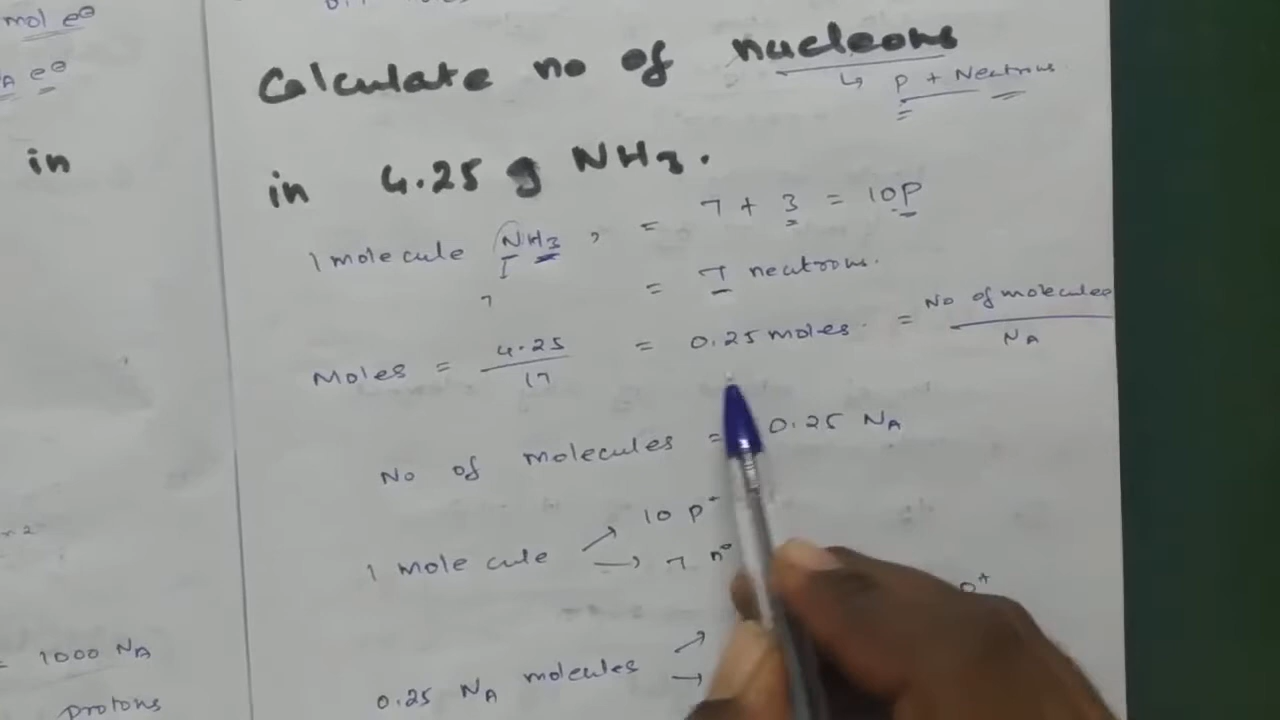 mol e⊖
A e⊖
in
= 1000 NA
protons
Calculate no of nucleons
↳ p + Neutrons
in 4.25 g NH3.
1 molecule NH3, = 7 + 3 = 10P
7
= 7 neutrons.
Moles = 4.25 / 17 = 0.25 moles. = No of molecules / NA
No of molecules = 0.25 NA
1 molecule → 10 p+
→ 7 n°
p+
0.25 NA molecules →
→